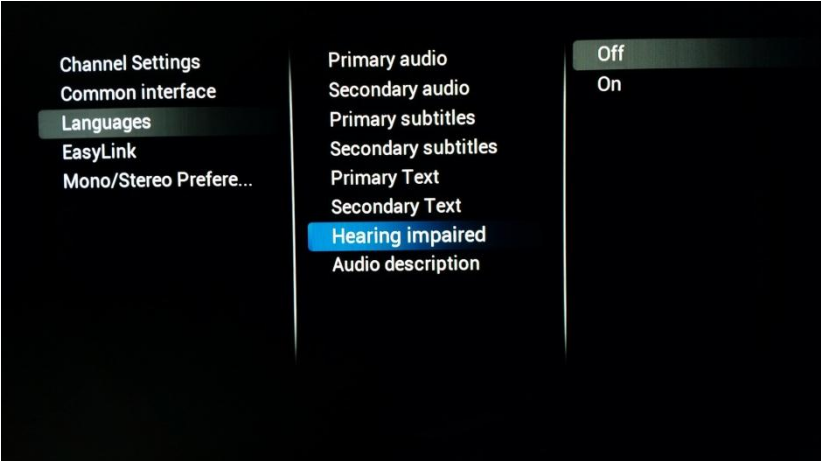 Channel Settings
Common interface
Languages
EasyLink
Mono/Stereo Prefere...
Primary audio
Secondary audio
Primary subtitles
Secondary subtitles
Primary Text
Secondary Text
Hearing impaired
Audio description
Off
On